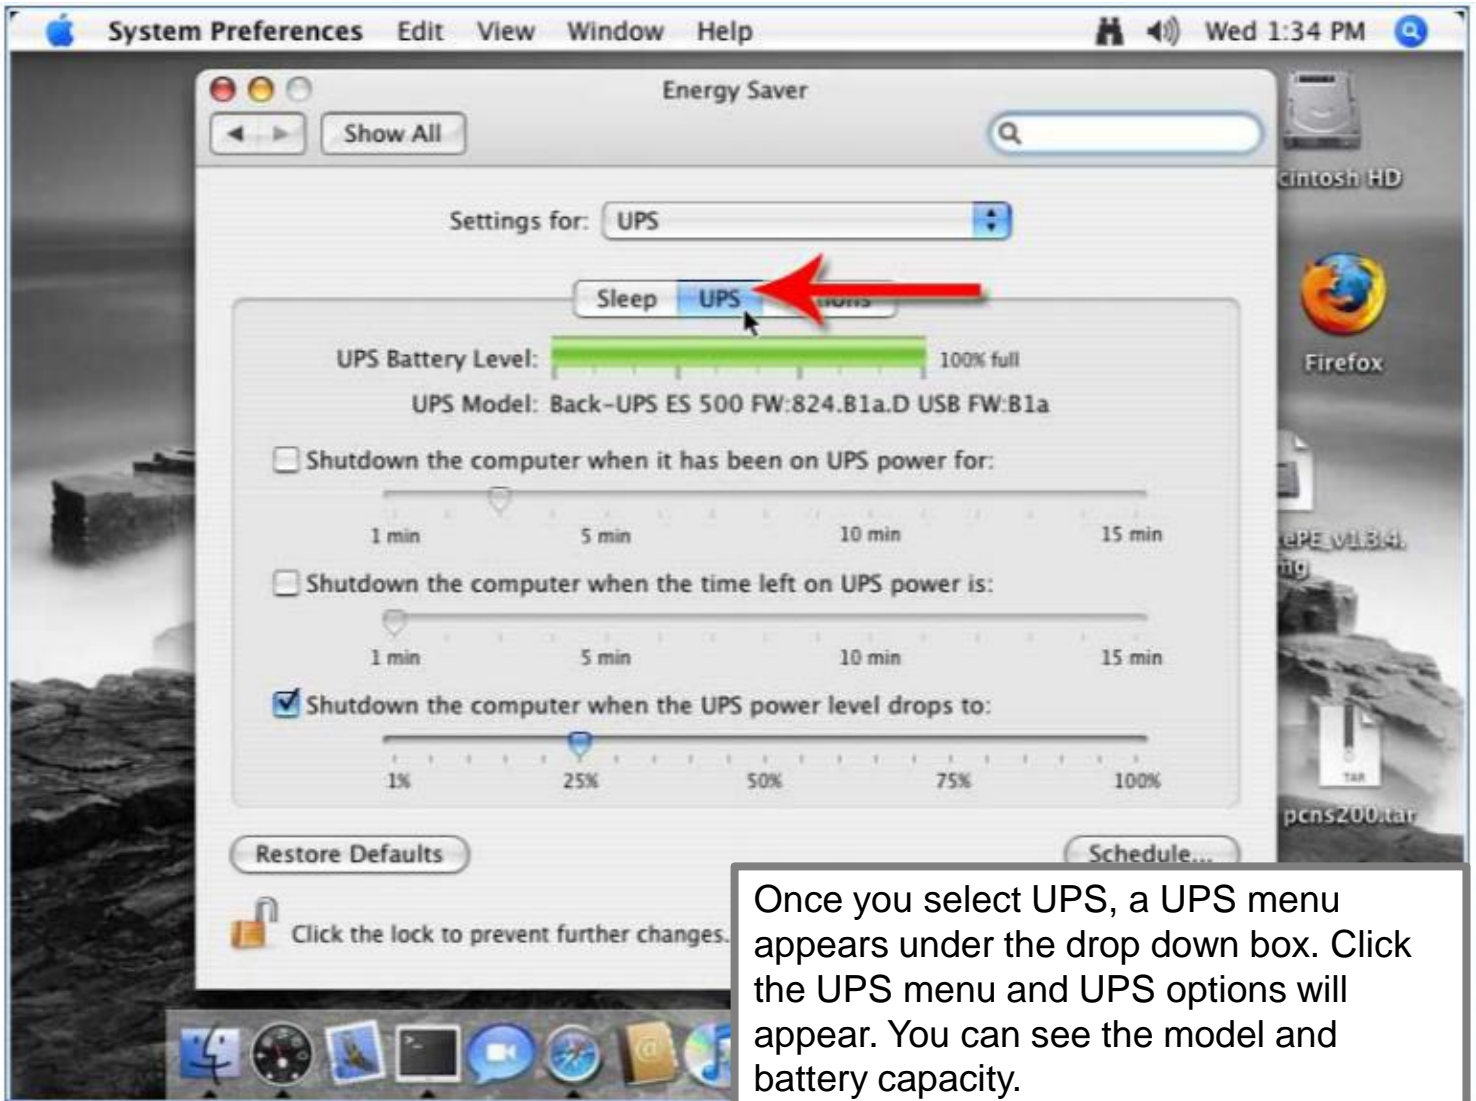 System Preferences Edit View Window Help Wed 1:34 PM
Energy Saver
Show All
Settings for: UPS
Sleep UPS
UPS Battery Level: 100% full
UPS Model: Back-UPS ES 500 FW:824.B1a.D USB FW:B1a
Shutdown the computer when it has been on UPS power for:
1 min 5 min 10 min 15 min
Shutdown the computer when the time left on UPS power is:
1 min 5 min 10 min 15 min
Shutdown the computer when the UPS power level drops to:
1% 25% 50% 75% 100%
Restore Defaults Schedule...
Click the lock to prevent further changes.
cintosh HD
Firefox
ePE_v1.3.4.
mg
TAR
pcns200.tar
Once you select UPS, a UPS menu
appears under the drop down box. Click
the UPS menu and UPS options will
appear. You can see the model and
battery capacity.